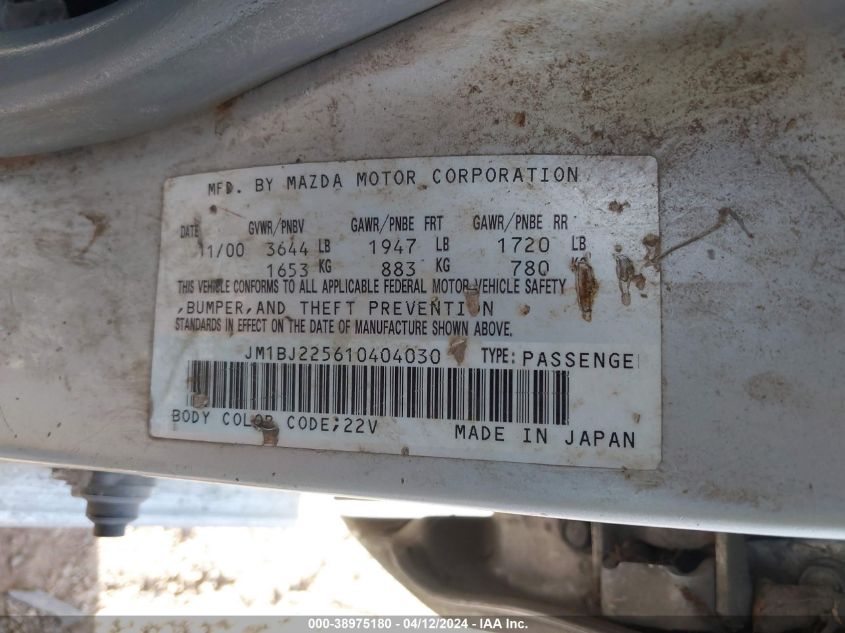 MFD. BY MAZDA MOTOR CORPORATION
DATE GVWR/PNBV GAWR/PNBE FRT GAWR/PNBE RR
11/00 3644 LB 1947 LB 1720 LB
1653 KG 883 KG 780
THIS VEHICLE CONFORMS TO ALL APPLICABLE FEDERAL MOTOR VEHICLE SAFETY
,BUMPER,AND THEFT PREVENTION
STANDARDS IN EFFECT ON THE DATE OF MANUFACTURE SHOWN ABOVE.
JM1BJ225610404030 TYPE: PASSENGE
BODY COLOR CODE;22V MADE IN JAPAN
000-38975180 - 04/12/2024 - IAA Inc.